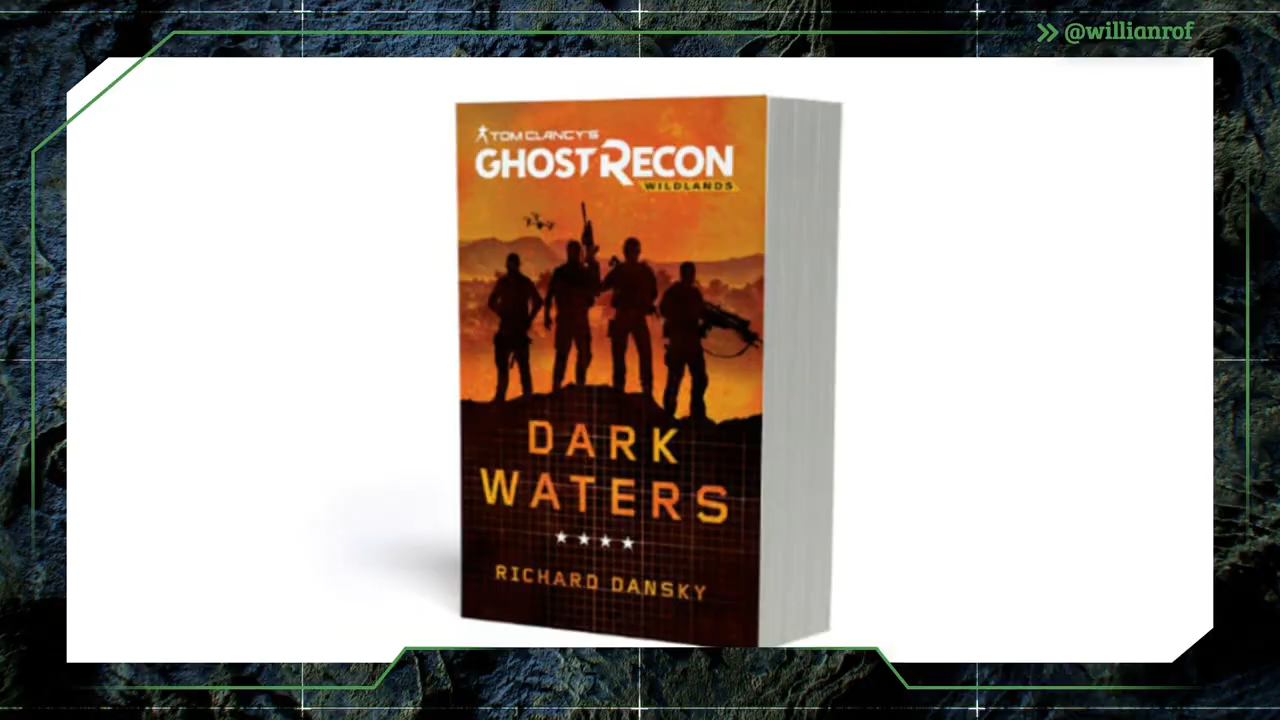 @willianrof
TOM CLANCY'S
GHOST RECON
WILDLANDS
DARK
WATERS
RICHARD DANSKY